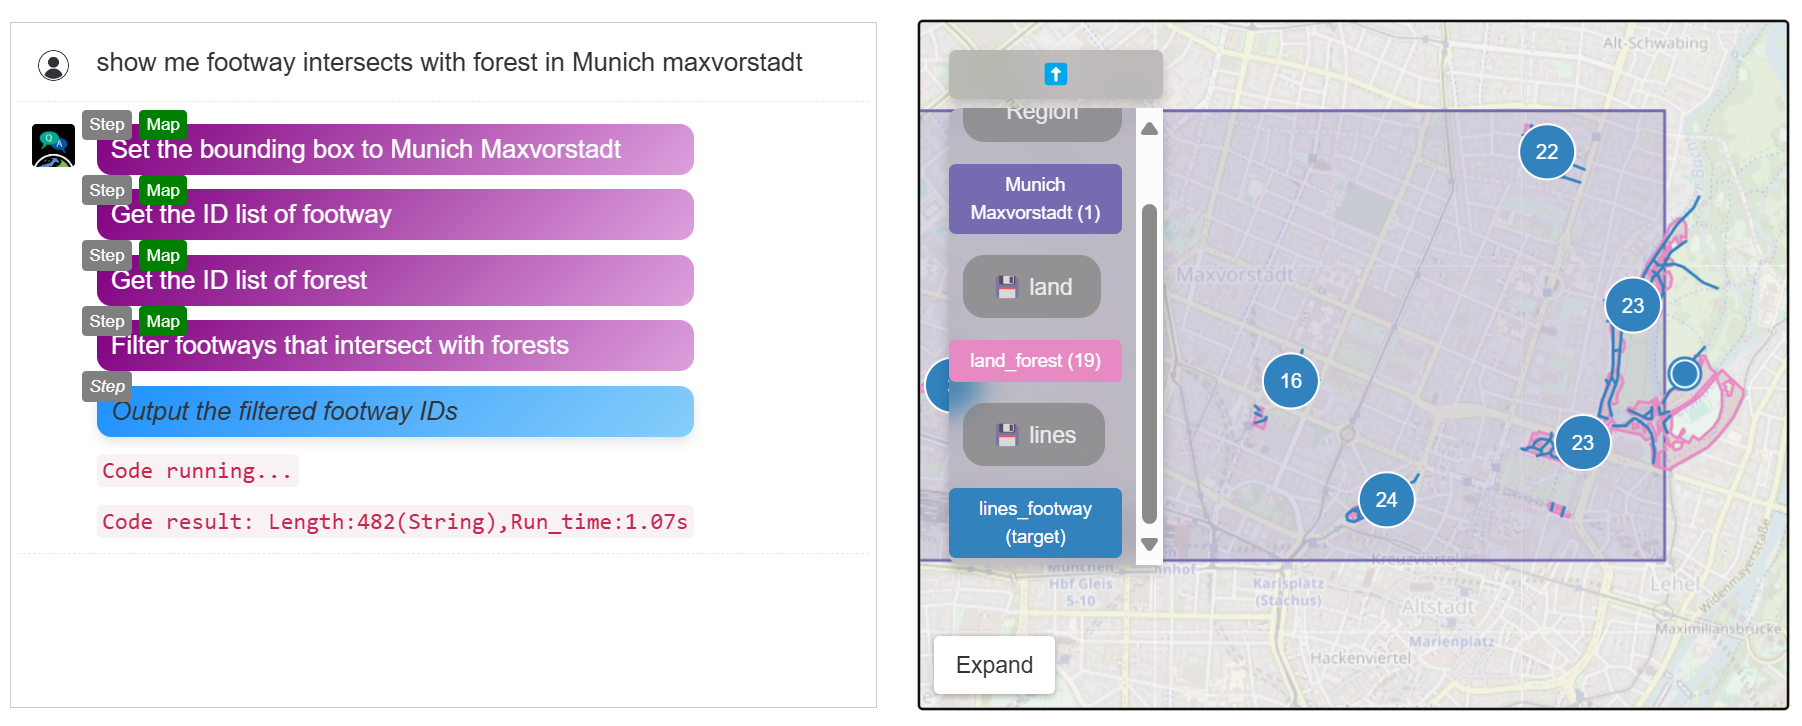 show me footway intersects with forest in Munich maxvorstadt
Step Map
Set the bounding box to Munich Maxvorstadt
Step Map
Get the ID list of footway
Step Map
Get the ID list of forest
Step Map
Filter footways that intersect with forests
Step
Output the filtered footway IDs
Code running...
Code result: Length:482(String),Run_time:1.07s
Region
Munich
Maxvorstadt (1)
land
land_forest (19)
lines
lines_footway
(target)
Expand
Alt-Schwabing
22
Maxvorstadt
23
16
23
24
Kreuzviertel
München
Hbf Gleis
5-10
Karlsplatz
(Stachus)
Lehel
Altstadt
Widenmayerstraße
Maximiliansbrücke
Marienplatz
Hackenviertel